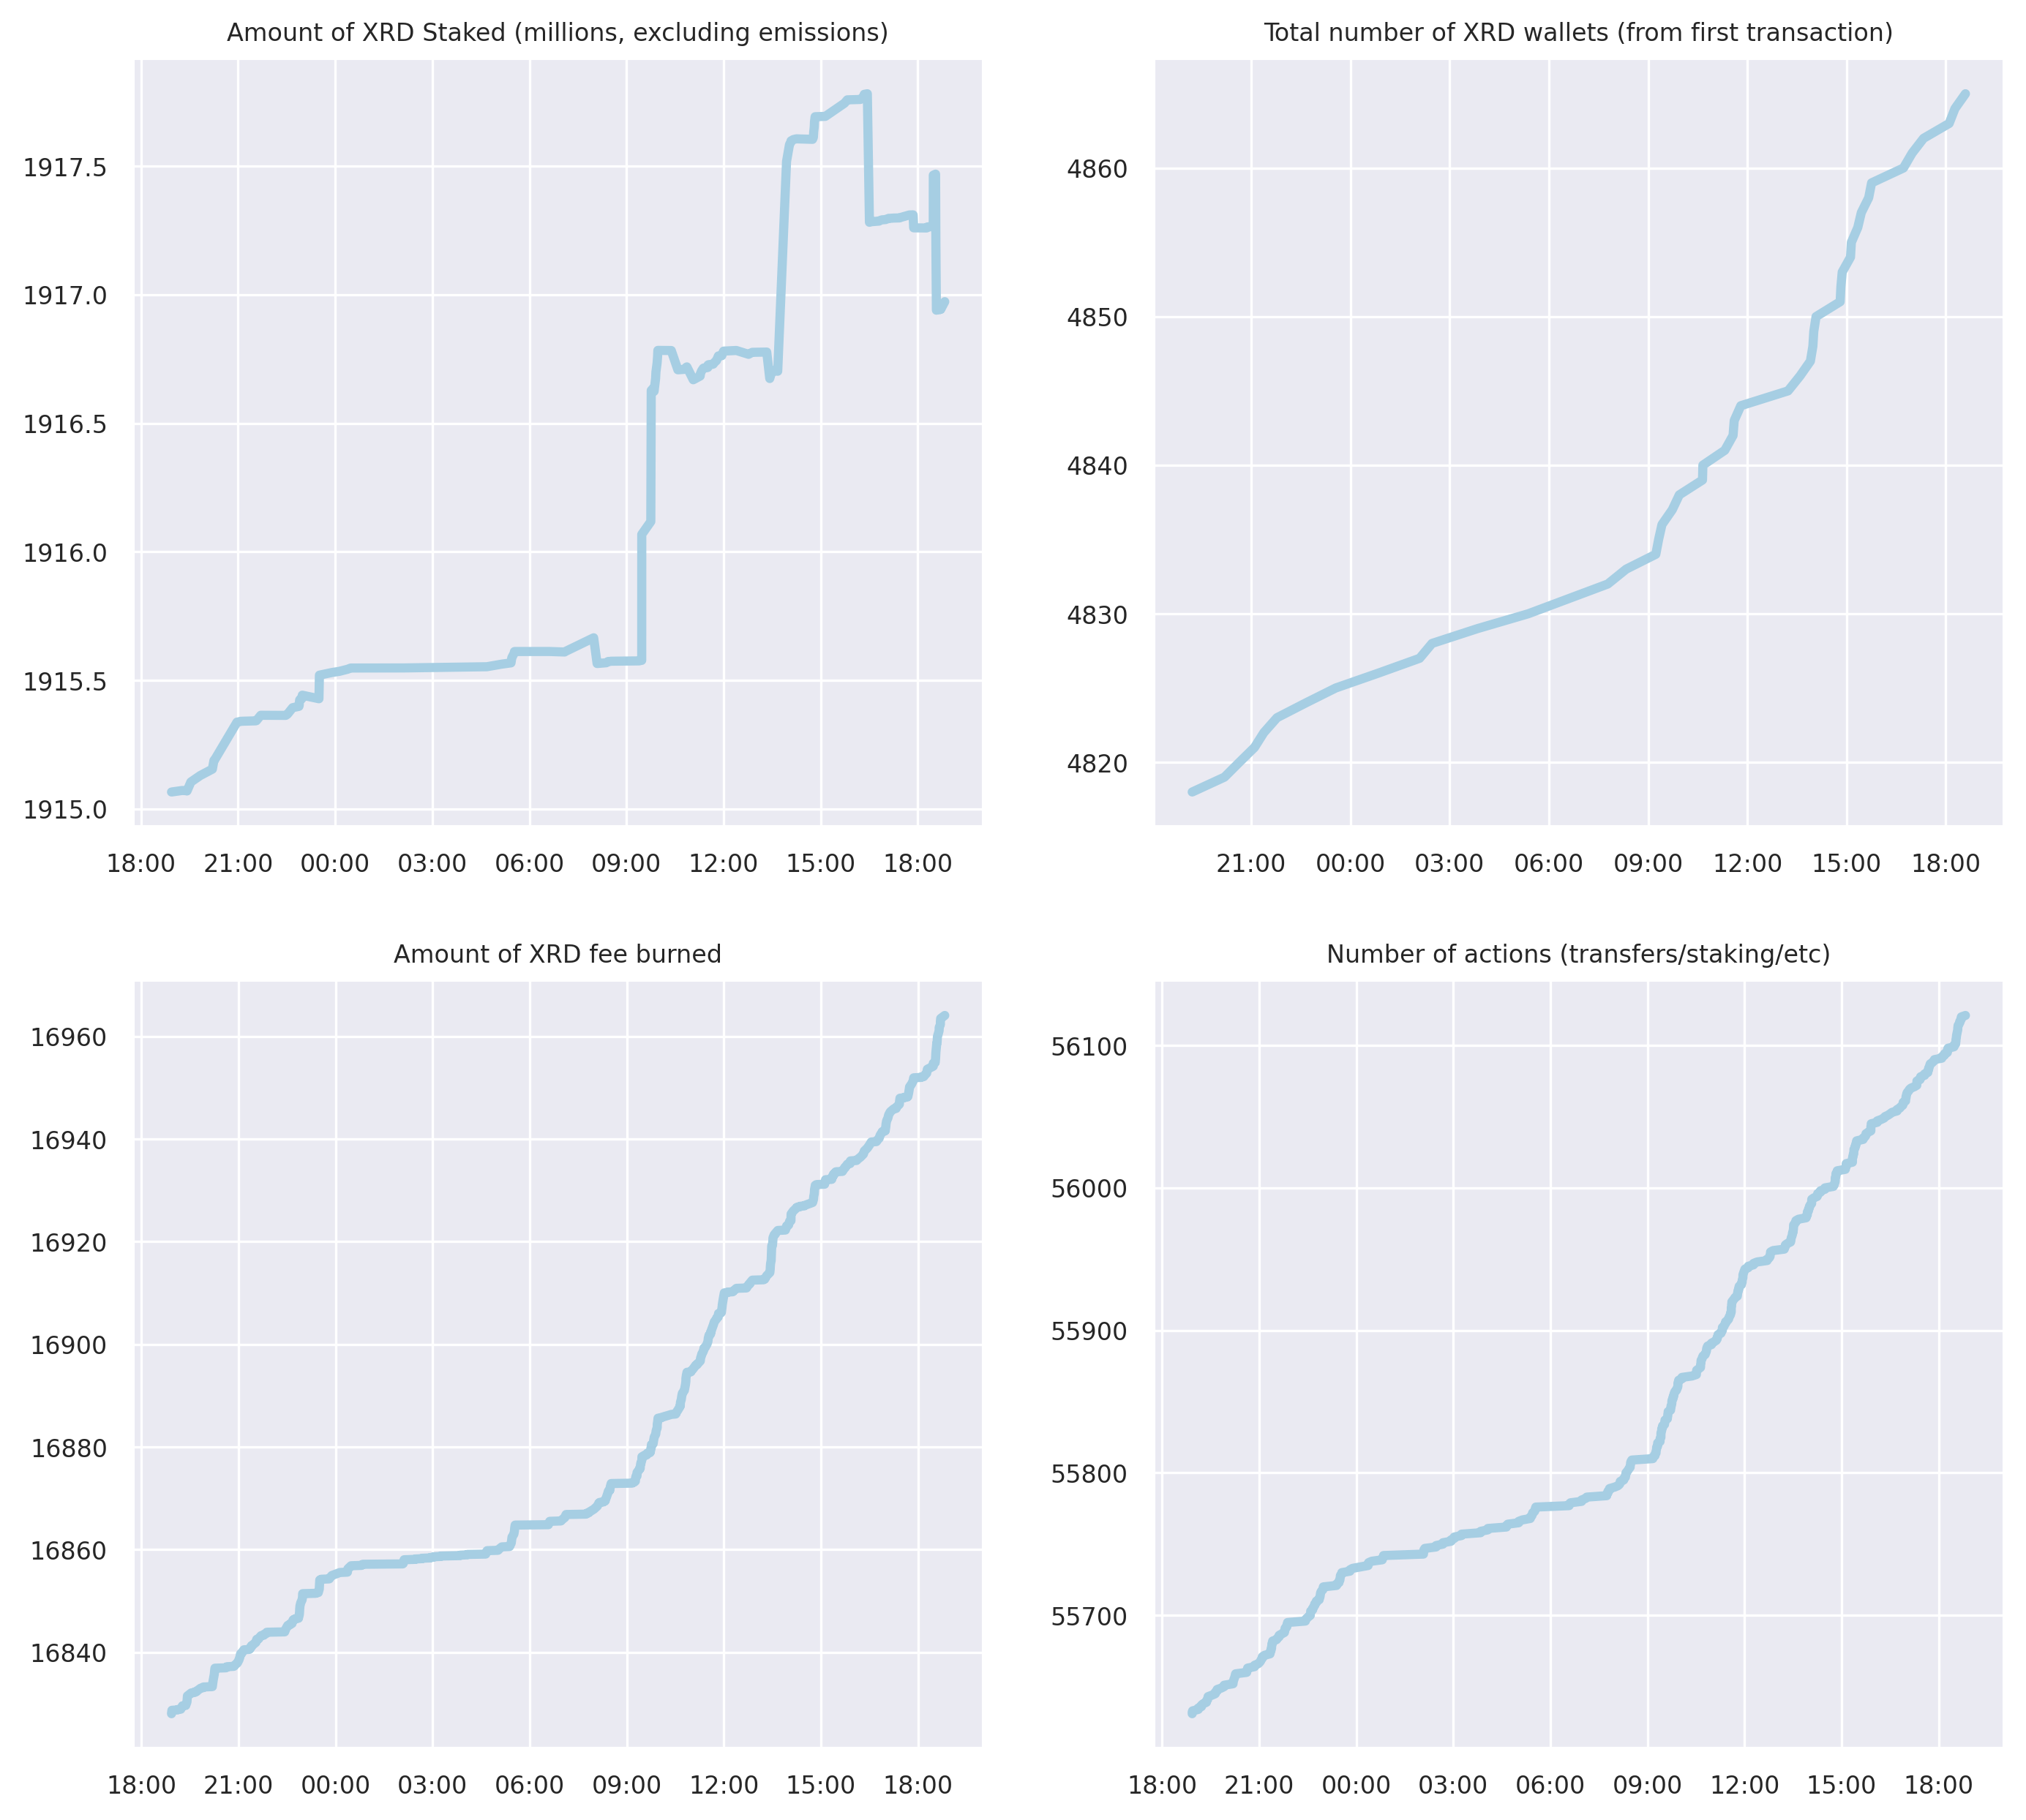 Amount of XRD Staked (millions, excluding emissions)
1917.5
1917.0
1916.5
1916.0
1915.5
1915.0
18:00 21:00 00:00 03:00 06:00 09:00 12:00 15:00 18:00
Total number of XRD wallets (from first transaction)
4860
4850
4840
4830
4820
21:00 00:00 03:00 06:00 09:00 12:00 15:00 18:00
Amount of XRD fee burned
16960
16940
16920
16900
16880
16860
16840
18:00 21:00 00:00 03:00 06:00 09:00 12:00 15:00 18:00
Number of actions (transfers/staking/etc)
56100
56000
55900
55800
55700
18:00 21:00 00:00 03:00 06:00 09:00 12:00 15:00 18:00